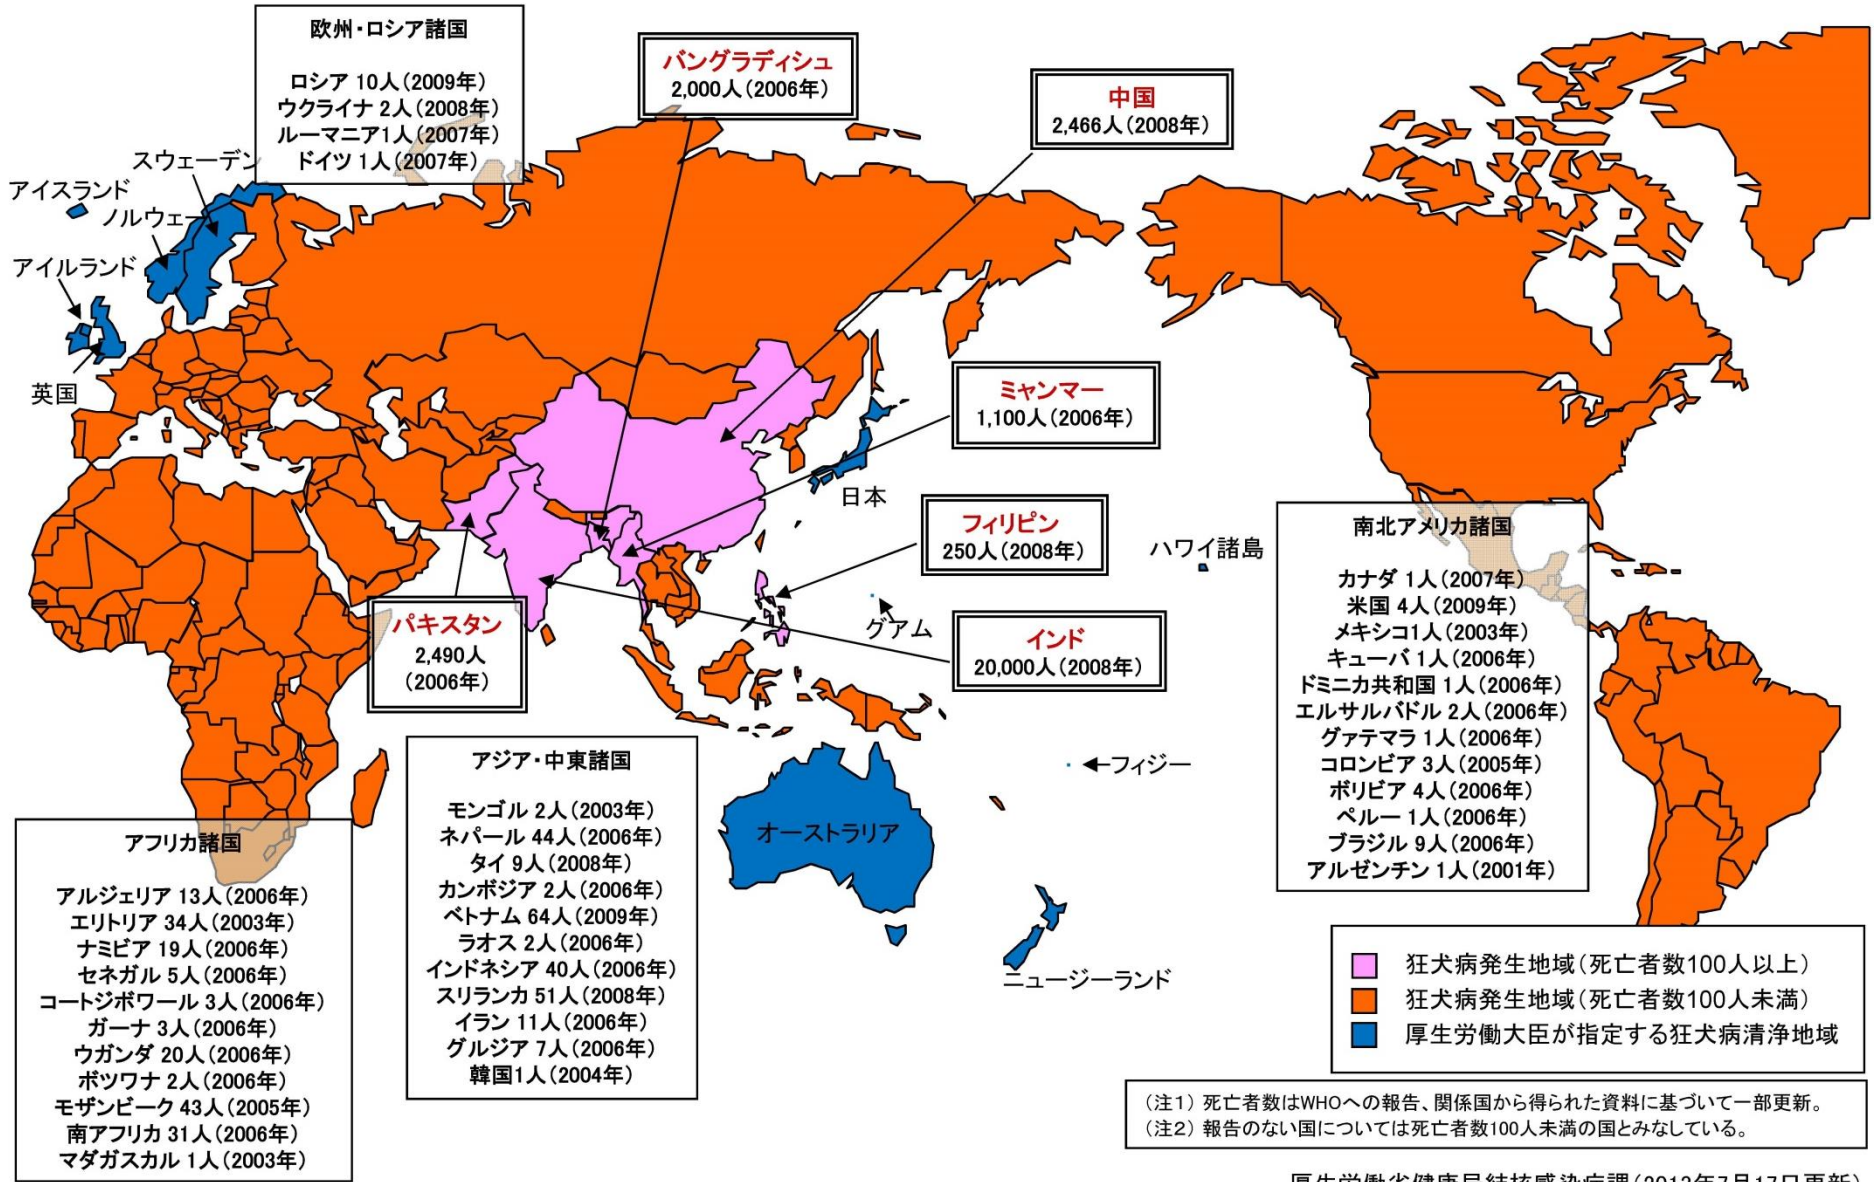 欧州・ロシア諸国
ロシア 10人(2009年)
ウクライナ 2人(2008年)
ルーマニア1人(2007年)
ドイツ 1人(2007年)
バングラディシュ
2,000人(2006年)
中国
2,466人(2008年)
スウェーデン
アイスランド
ノルウェー
アイルランド
英国
ミャンマー
1,100人(2006年)
日本
フィリピン
250人(2008年)
ハワイ諸島
グアム
パキスタン
2,490人
(2006年)
インド
20,000人(2008年)
南北アメリカ諸国
カナダ 1人(2007年)
米国 4人(2009年)
メキシコ1人(2003年)
キューバ 1人(2006年)
ドミニカ共和国 1人(2006年)
エルサルバドル 2人(2006年)
グァテマラ 1人(2006年)
コロンビア 3人(2005年)
ボリビア 4人(2006年)
ペルー 1人(2006年)
ブラジル 9人(2006年)
アルゼンチン 1人(2001年)
フィジー
オーストラリア
ニュージーランド
アジア・中東諸国
モンゴル 2人(2003年)
ネパール 44人(2006年)
タイ 9人(2008年)
カンボジア 2人(2006年)
ベトナム 64人(2009年)
ラオス 2人(2006年)
インドネシア 40人(2006年)
スリランカ 51人(2008年)
イラン 11人(2006年)
グルジア 7人(2006年)
韓国1人(2004年)
アフリカ諸国
アルジェリア 13人(2006年)
エリトリア 34人(2003年)
ナミビア 19人(2006年)
セネガル 5人(2006年)
コートジボワール 3人(2006年)
ガーナ 3人(2006年)
ウガンダ 20人(2006年)
ボツワナ 2人(2006年)
モザンビーク 43人(2005年)
南アフリカ 31人(2006年)
マダガスカル 1人(2003年)
狂犬病発生地域(死亡者数100人以上)
狂犬病発生地域(死亡者数100人未満)
厚生労働大臣が指定する狂犬病清浄地域
(注1) 死亡者数はWHOへの報告、関係国から得られた資料に基づいて一部更新。
(注2) 報告のない国については死亡者数100人未満の国とみなしている。